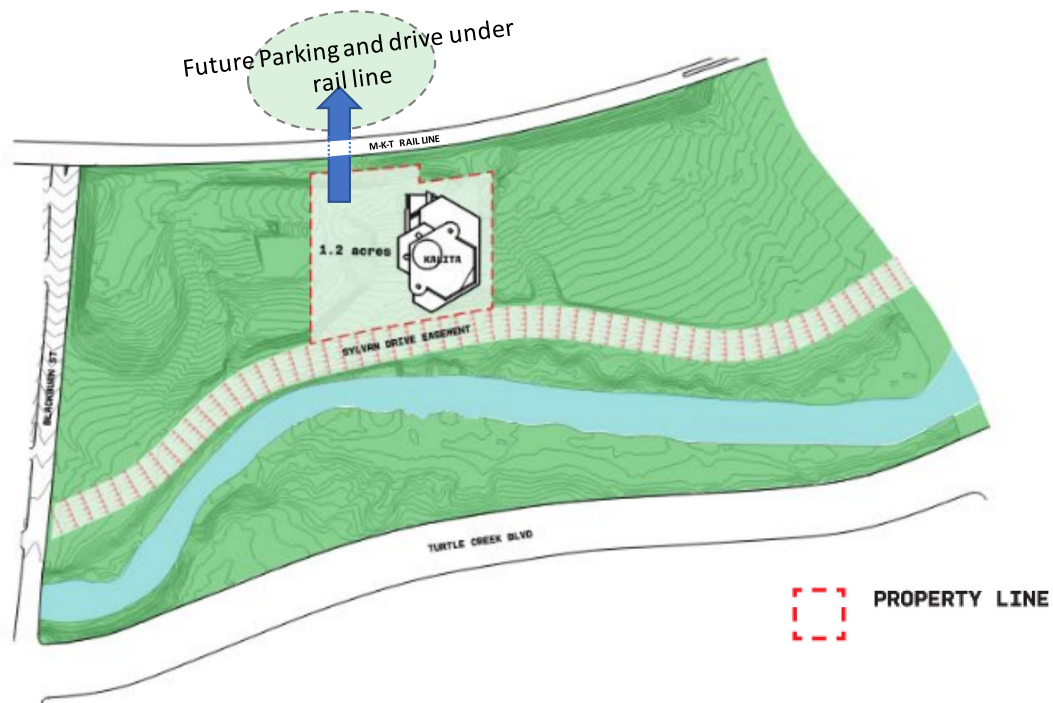 Future Parking and drive under
rail line
M-K-T RAIL LINE
1.2 acres
KALITA
SYLVAN DRIVE EASEMENT
BLACKBURN ST
TURTLE CREEK BLVD
PROPERTY LINE